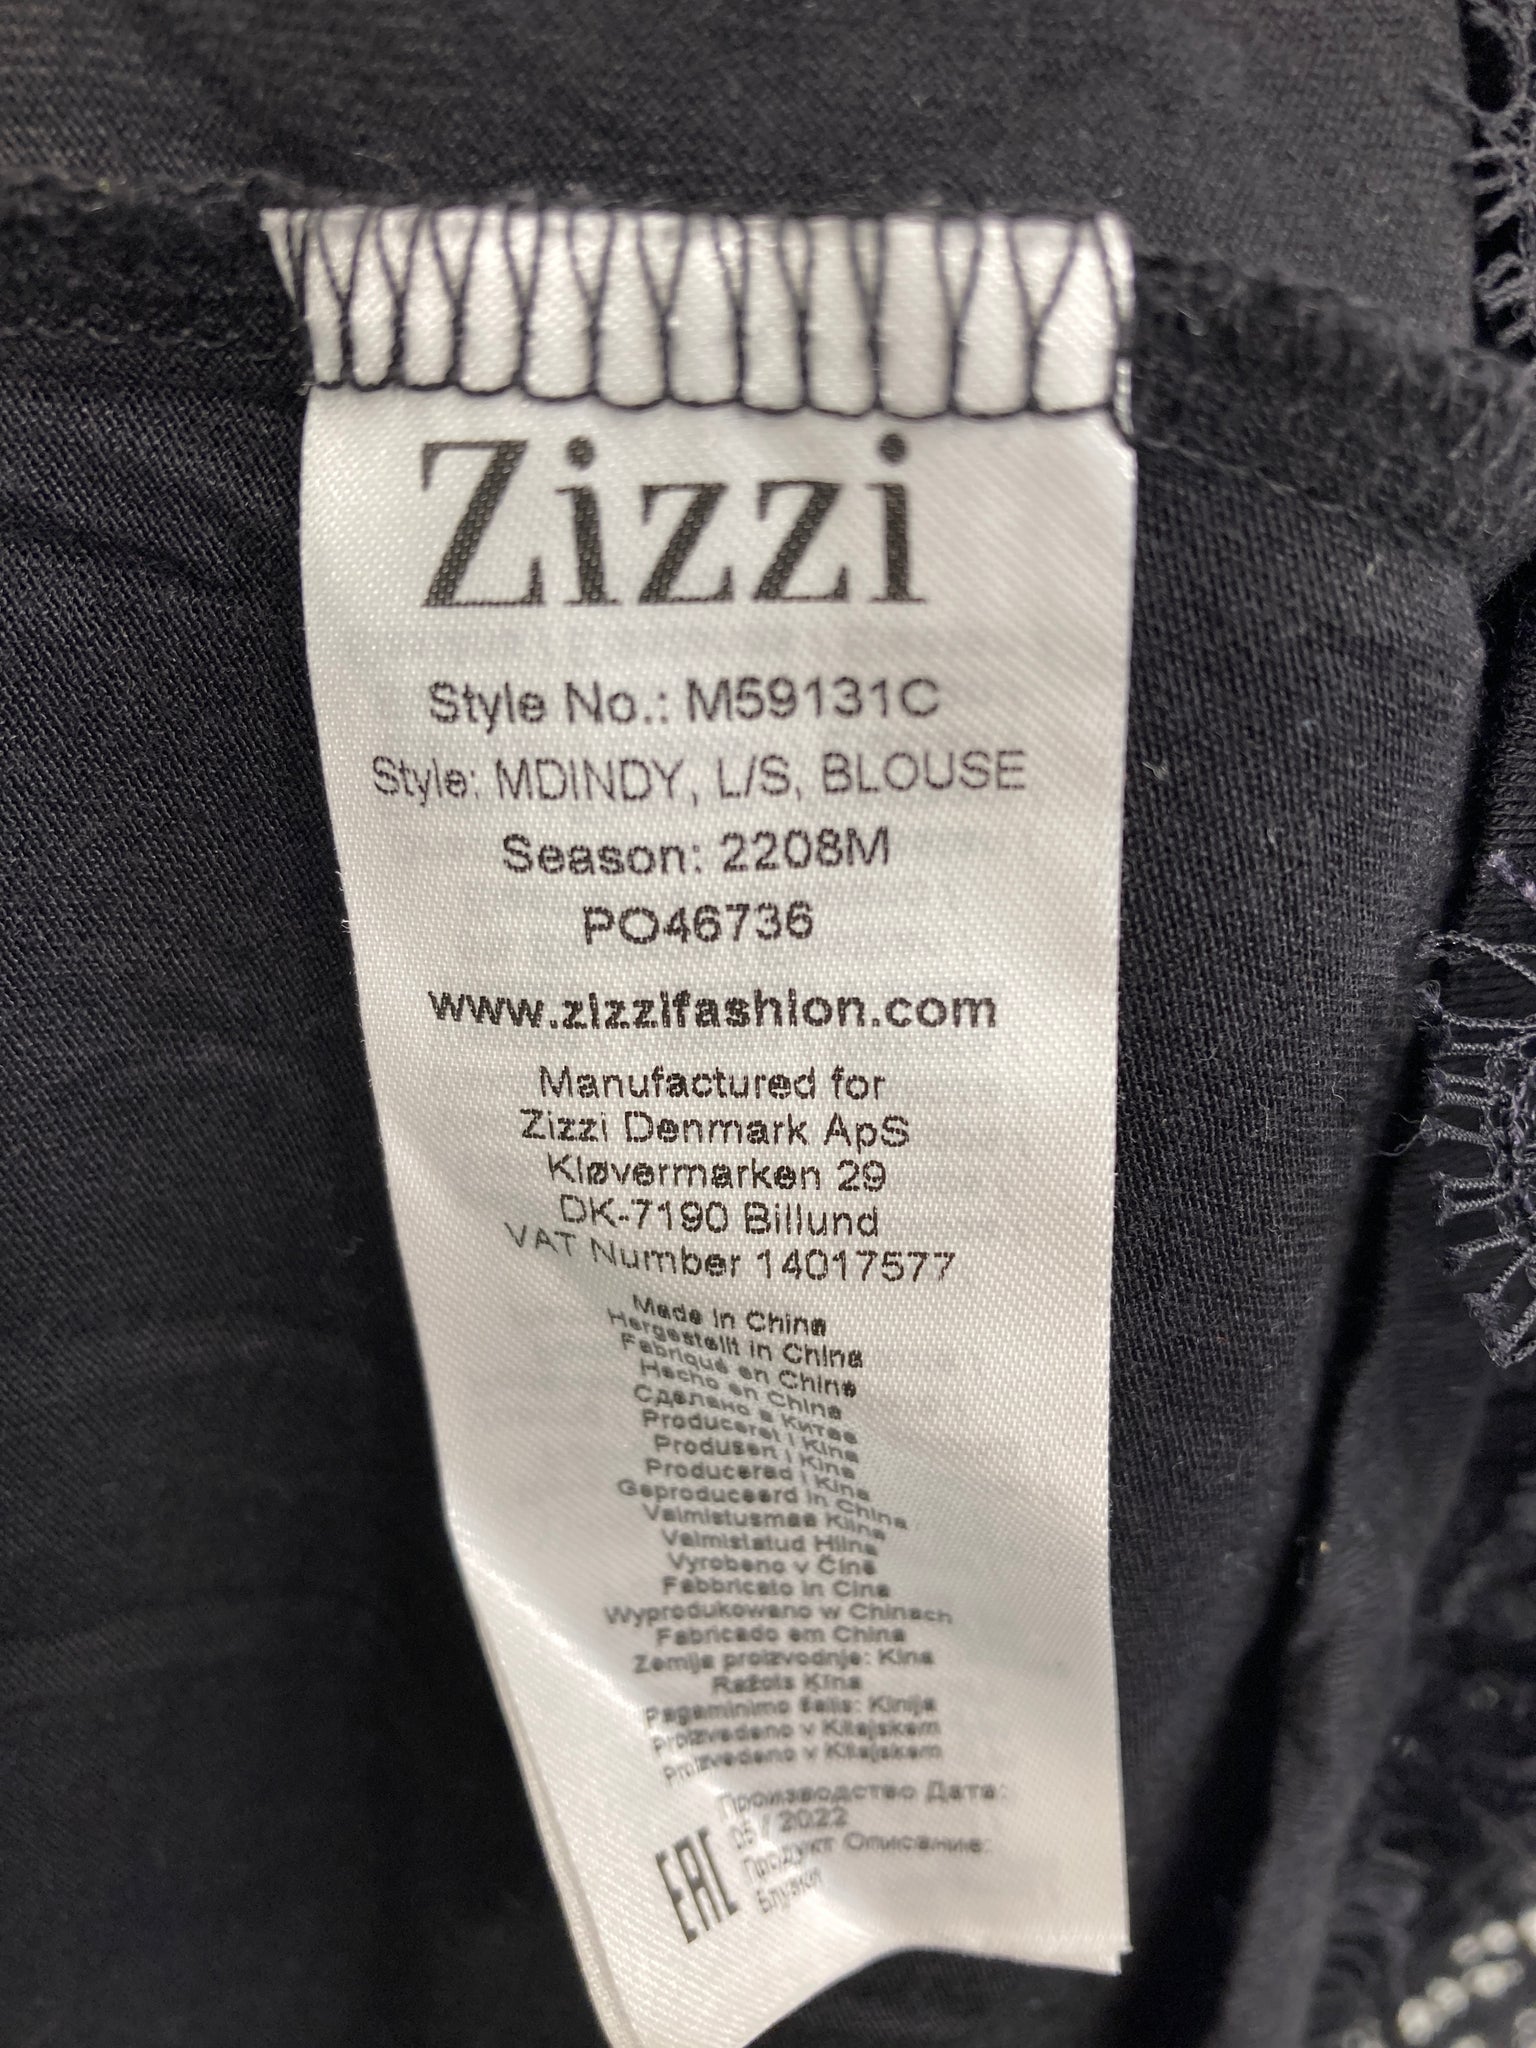 Zizzi
Style No.: M59131C
Style: MDINDY, L/S, BLOUSE
Season: 2208M
PO46736
www.zizzifashion.com
Manufactured for
Zizzi Denmark ApS
Kløvermarken 29
DK-7190 Billund
VAT Number 14017577
Made in China
Hergestellt in China
Fabriqué en Chine
Hecho en China
Сделано в Китае
Produceret i Kina
Produsert i Kina
Producerad i Kina
Geproduceerd in China
Valmistusmaa Kiina
Valmistatud Hiina
Vyrobeno v Číně
Fabbricato in Cina
Wyprodukowano w Chinach
Fabricado em China
Zemlja proizvodnje: Kina
Ražots Ķīna
Pagaminimo šalis: Kinija
Proizvedeno v Kitajskem
Proizvedeno v Kitajskem
Производство Дата:
05 / 2022
Продукт Описание:
Блузки
EAC